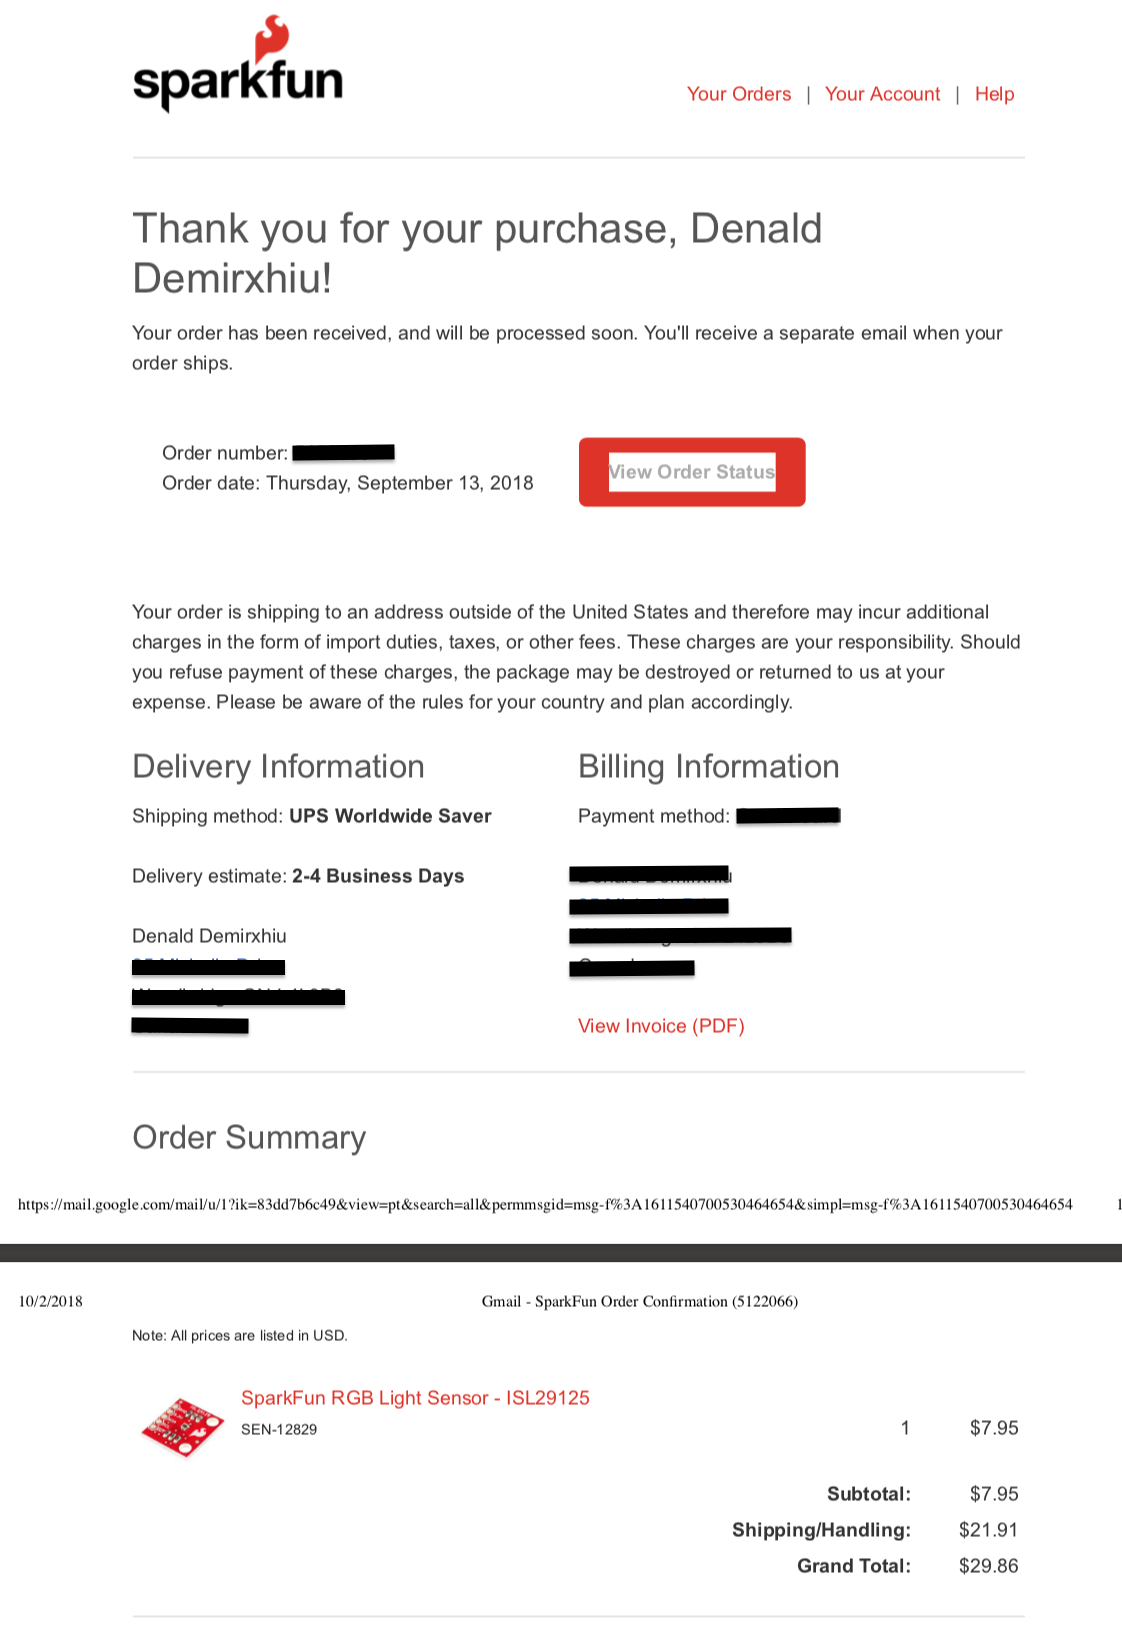 sparkfun
Your Orders | Your Account | Help
Thank you for your purchase, Denald
Demirxhiu!
Your order has been received, and will be processed soon. You'll receive a separate email when your
order ships.
Order number:
Order date: Thursday, September 13, 2018
View Order Status
Your order is shipping to an address outside of the United States and therefore may incur additional
charges in the form of import duties, taxes, or other fees. These charges are your responsibility. Should
you refuse payment of these charges, the package may be destroyed or returned to us at your
expense. Please be aware of the rules for your country and plan accordingly.
Delivery Information
Shipping method: UPS Worldwide Saver
Delivery estimate: 2-4 Business Days
Denald Demirxhiu
Billing Information
Payment method:
View Invoice (PDF)
Order Summary
https://mail.google.com/mail/u/1?ik=83dd7b6c49&view=pt&search=all&permmsgid=msg-f%3A1611540700530464654&simpl=msg-f%3A1611540700530464654 1
10/2/2018 Gmail - SparkFun Order Confirmation (5122066)
Note: All prices are listed in USD.
SparkFun RGB Light Sensor - ISL29125
SEN-12829
1 $7.95
Subtotal: $7.95
Shipping/Handling: $21.91
Grand Total: $29.86